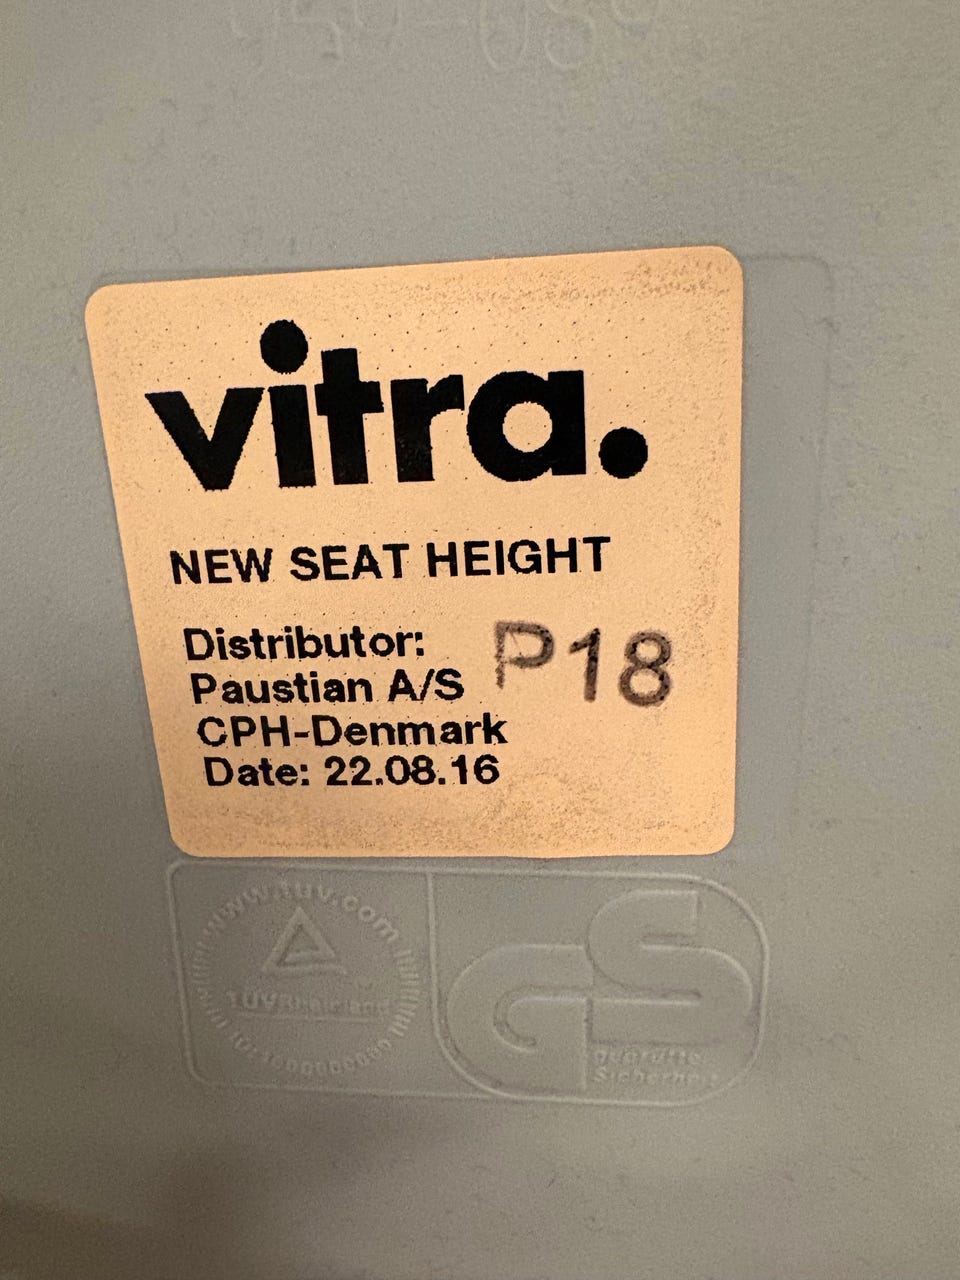 vitra.
NEW SEAT HEIGHT
Distributor:
Paustian A/S
P18
CPH-Denmark
Date: 22.08.16
www.tuv.com
TÜVRheinland
GS
geprüfte
Sicherheit